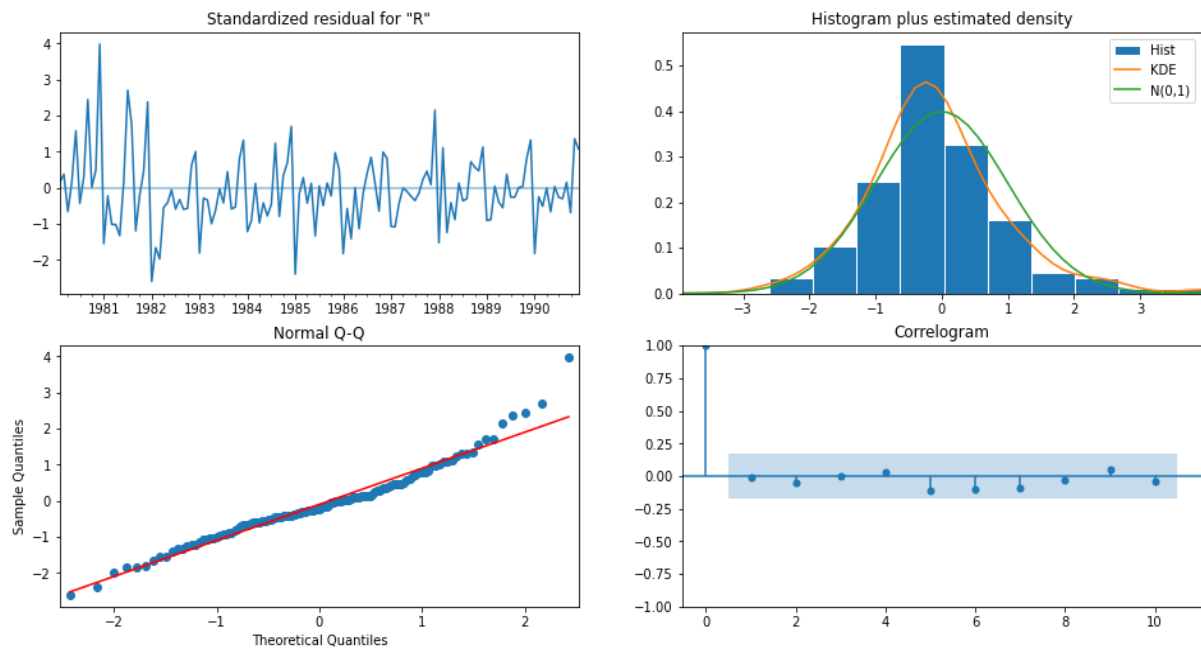 Standardized residual for "R"
4
3
2
1
0
−1
−2
1981 1982 1983 1984 1985 1986 1987 1988 1989 1990
Histogram plus estimated density
Hist
KDE
N(0,1)
0.5
0.4
0.3
0.2
0.1
0.0
−3 −2 −1 0 1 2 3
Normal Q-Q
Sample Quantiles
4
3
2
1
0
−1
−2
−2 −1 0 1 2
Theoretical Quantiles
Correlogram
1.00
0.75
0.50
0.25
0.00
−0.25
−0.50
−0.75
−1.00
0 2 4 6 8 10